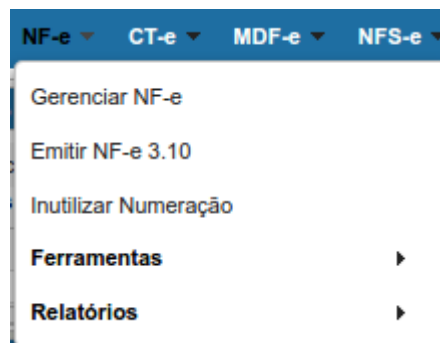 NF-e CT-e MDF-e NFS-e
Gerenciar NF-e
Emitir NF-e 3.10
Inutilizar Numeração
Ferramentas
Relatórios